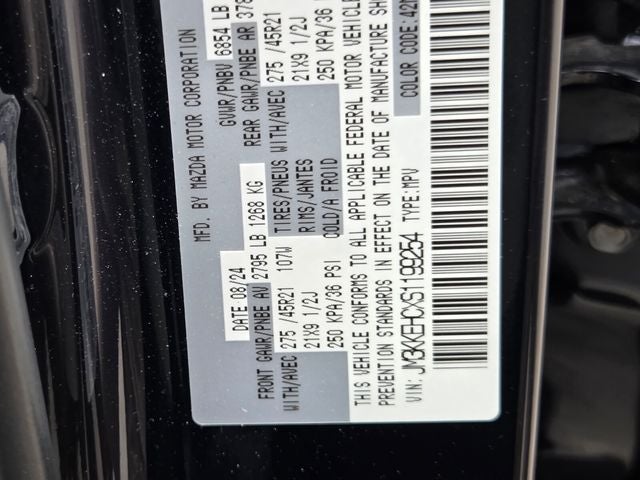 MFD. BY MAZDA MOTOR CORPORATION
DATE 09/24 GVWR/PNBV 6854 LB
FRONT GAWR/PNBE AV 2795 LB 1268 KG REAR GAWR/PNBE AR 378
WITH/AVEC 275 /45R21 107W TIRES/PNEUS WITH/AVEC 275 /45R21
21X9 1/2J RIMS/JANTES 21X9 1/2J
250 KPA/36 PSI COLD/A FROID 250 KPA/36
THIS VEHICLE CONFORMS TO ALL APPLICABLE FEDERAL MOTOR VEHICLE
PREVENTION STANDARDS IN EFFECT ON THE DATE OF MANUFACTURE SH
VIN: JM3KKEHCXS1199254 TYPE: MPV
COLOR CODE: